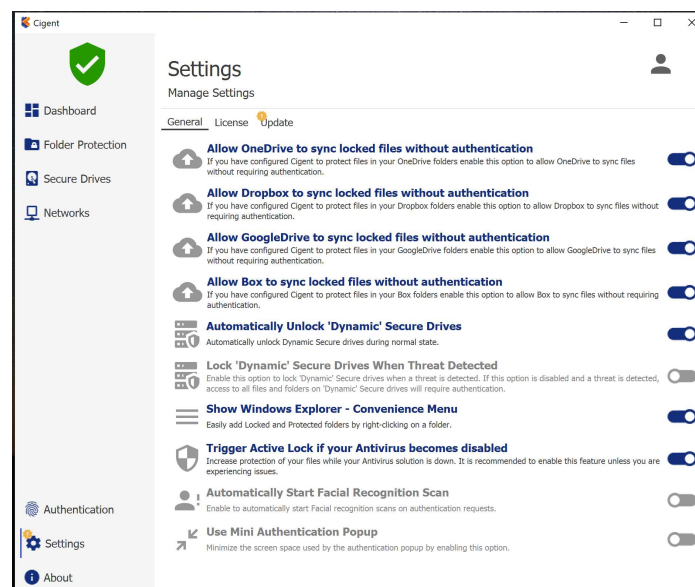 Cigent
Settings
Manage Settings
General License Update
Dashboard
Folder Protection
Secure Drives
Networks
Authentication
Settings
About
Allow OneDrive to sync locked files without authentication
If you have configured Cigent to protect files in your OneDrive folders enable this option to allow OneDrive to sync files
without requiring authentication.
Allow Dropbox to sync locked files without authentication
If you have configured Cigent to protect files in your Dropbox folders enable this option to allow Dropbox to sync files without
requiring authentication.
Allow GoogleDrive to sync locked files without authentication
If you have configured Cigent to protect files in your GoogleDrive folders enable this option to allow GoogleDrive to sync files
without requiring authentication.
Allow Box to sync locked files without authentication
If you have configured Cigent to protect files in your Box folders enable this option to allow Box to sync files without requiring
authentication.
Automatically Unlock 'Dynamic' Secure Drives
Automatically unlock Dynamic Secure drives during normal state.
Lock 'Dynamic' Secure Drives When Threat Detected
Enable this option to lock 'Dynamic' Secure drives when a threat is detected. If this option is disabled and a threat is detected,
access to all files and folders on 'Dynamic' Secure drives will require authentication.
Show Windows Explorer - Convenience Menu
Easily add Locked and Protected folders by right-clicking on a folder.
Trigger Active Lock if your Antivirus becomes disabled
Increase protection of your files while your Antivirus solution is down. It is recommended to enable this feature unless you are
experiencing issues.
Automatically Start Facial Recognition Scan
Enable to automatically start Facial recognition scans on authentication requests.
Use Mini Authentication Popup
Minimize the screen space used by the authentication popup by enabling this option.